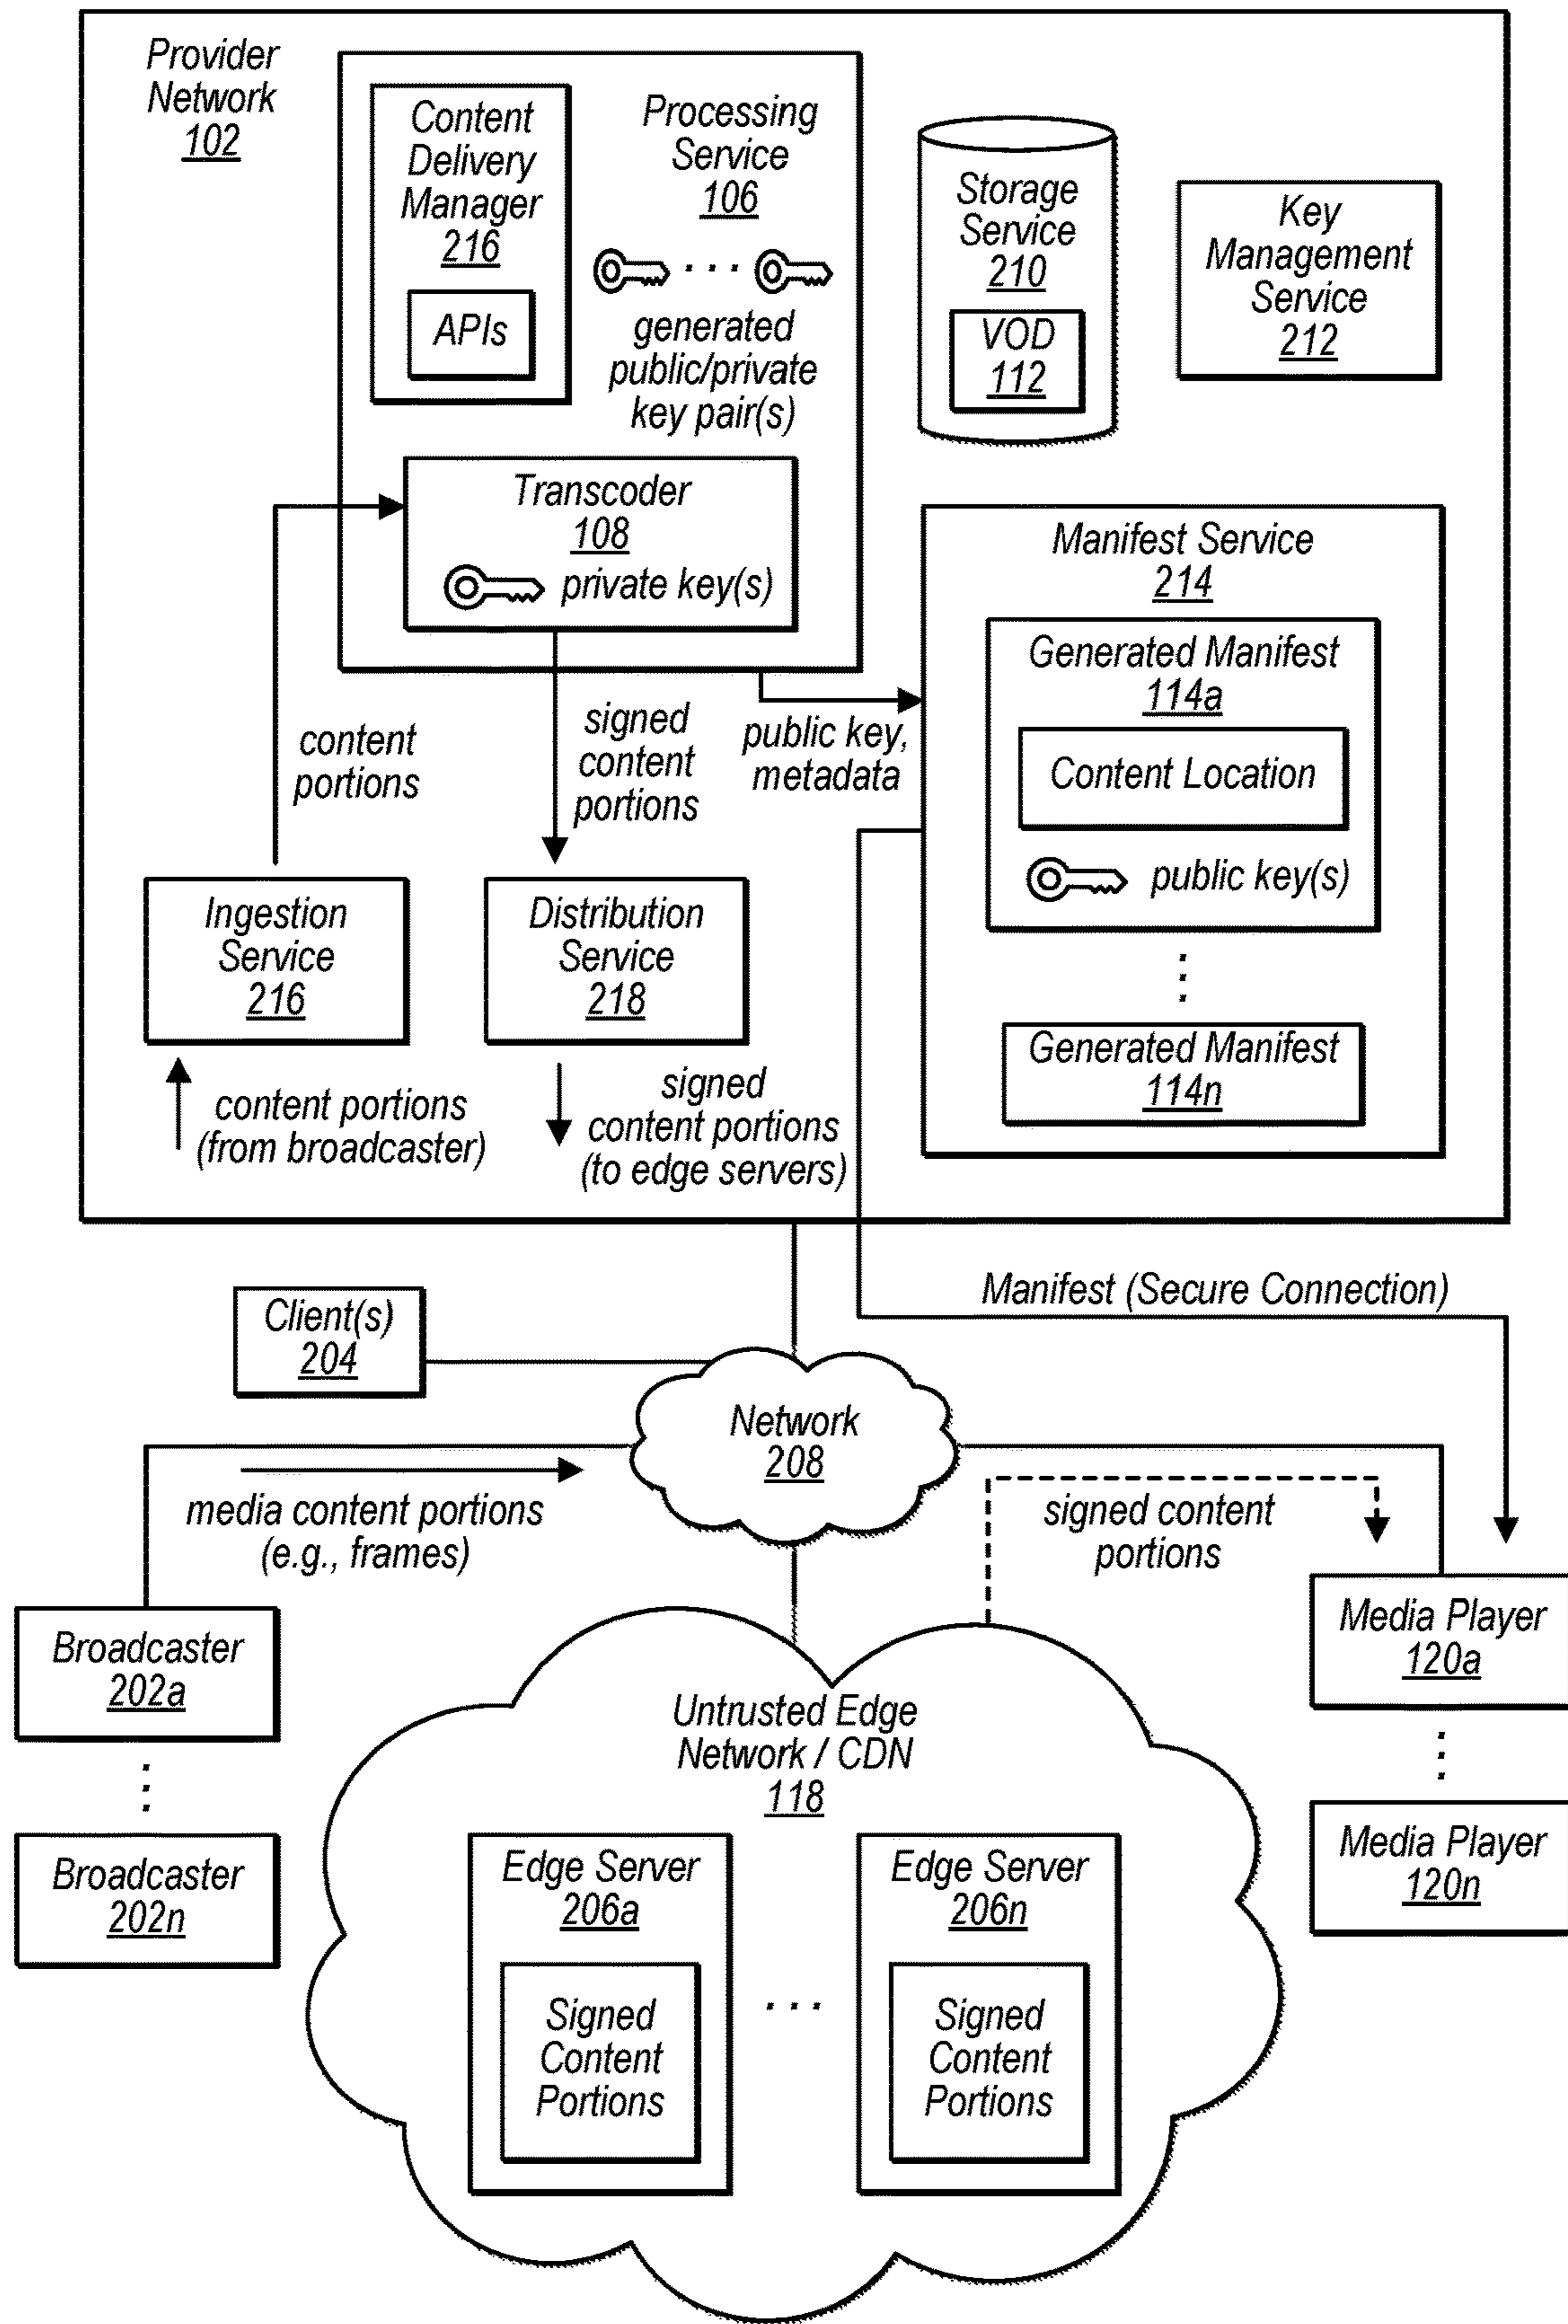 Provider
Network
102
Content
Delivery
Manager
216
APIs
Processing
Service
106
generated
public/private
key pair(s)
Storage
Service
210
VOD
112
Key
Management
Service
212
Transcoder
108
private key(s)
Manifest Service
214
Generated Manifest
114a
Content Location
public key(s)
Generated Manifest
114n
content
portions
signed
content
portions
public key,
metadata
Ingestion
Service
216
Distribution
Service
218
content portions
(from broadcaster)
signed
content portions
(to edge servers)
Manifest (Secure Connection)
Client(s)
204
Network
208
media content portions
(e.g., frames)
signed content
portions
Broadcaster
202a
Broadcaster
202n
Media Player
120a
Media Player
120n
Untrusted Edge
Network / CDN
118
Edge Server
206a
Signed
Content
Portions
Edge Server
206n
Signed
Content
Portions